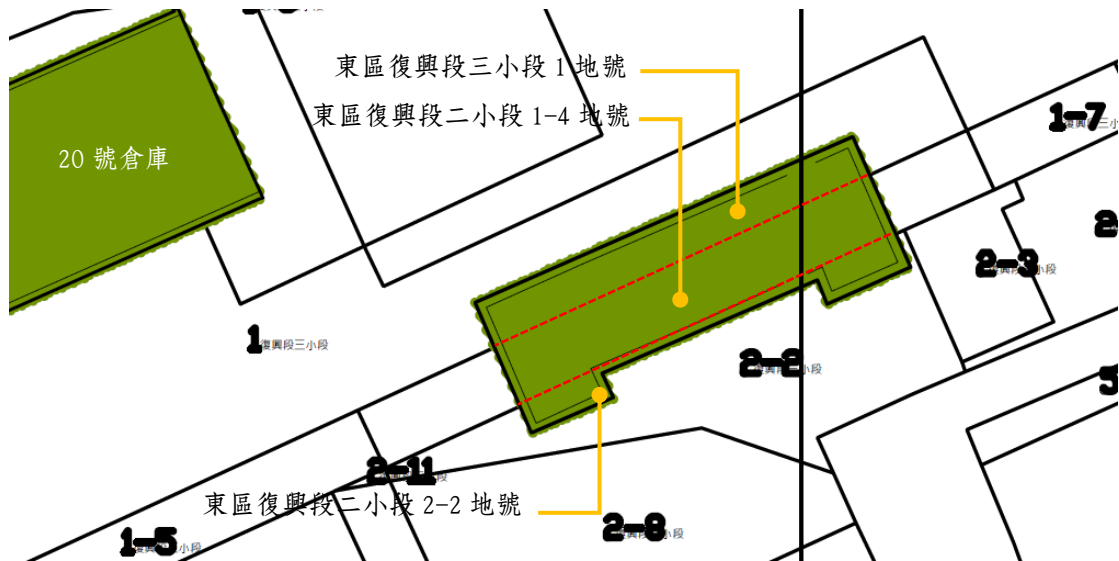 東區復興段三小段 1 地號
東區復興段二小段 1-4 地號
20 號倉庫
1-7
1
復興段三小段
2-3
2-2
2-11
東區復興段二小段 2-2 地號
1-5
2-8